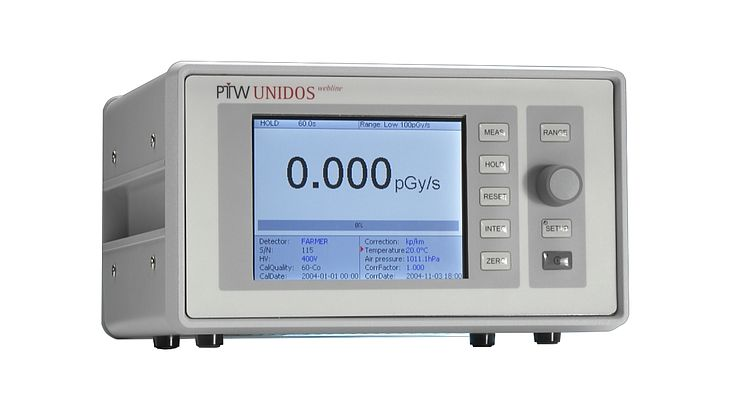 PTW UNIDOS webline
HOLD 60.0s Range: Low 100pGy/s
0.000 pGy/s
0%
Detector: FARMER
S/N: 115
HV: 400V
CalQuality: 60-Co
CalDate: 2004-01-01 00:00
Correction: kp/km
Temperature: 20.0°C
Air pressure: 1011.1hPa
CorrFactor: 1.000
CorrDate: 2004-11-03 18:00
MEAS
HOLD
RESET
INTEG
ZERO
RANGE
SETUP